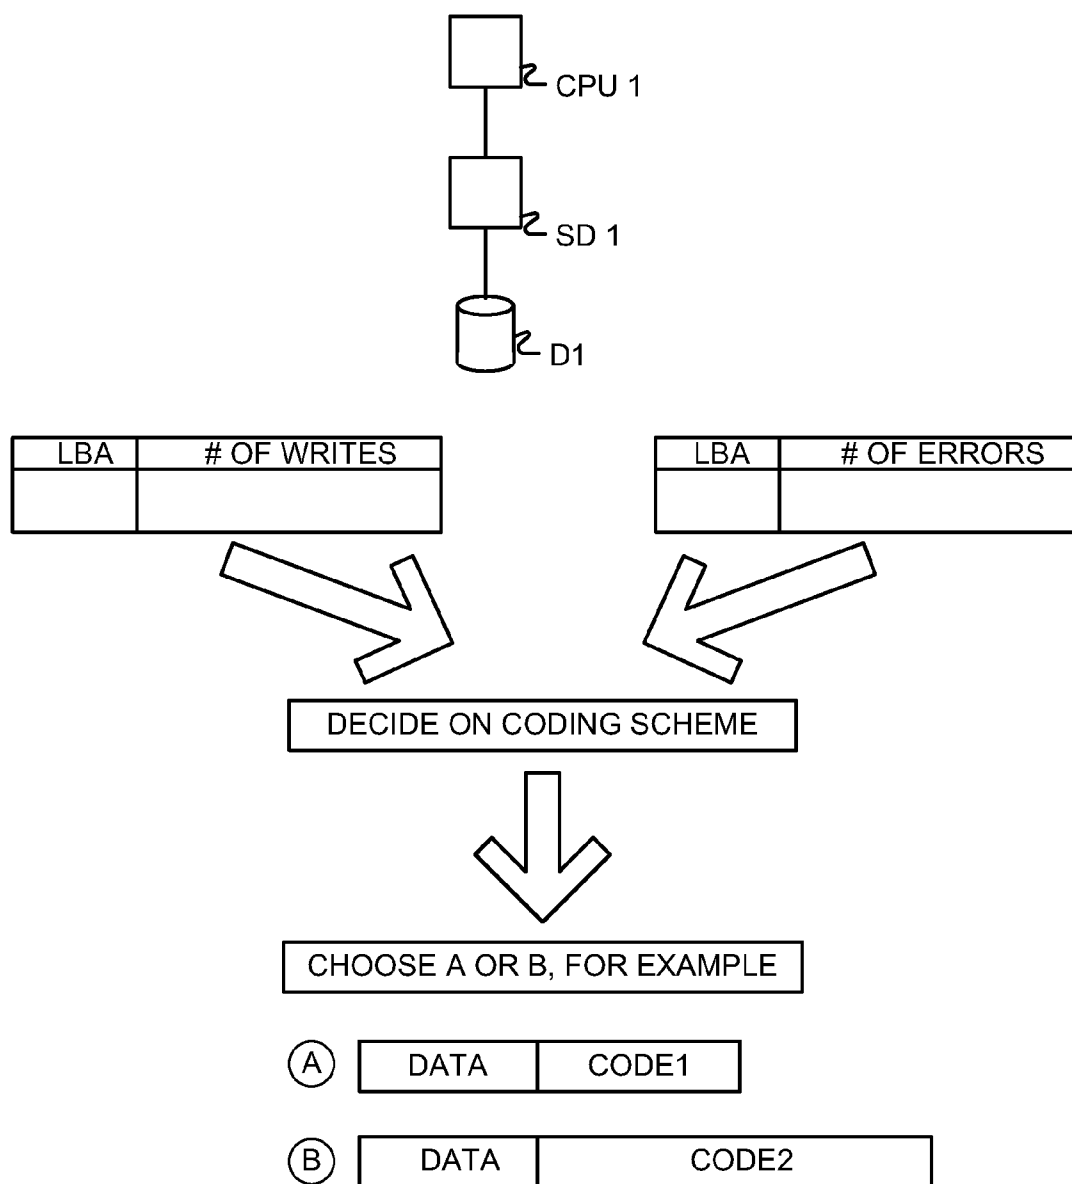 CPU 1
SD 1
D1
LBA # OF WRITES
LBA # OF ERRORS
DECIDE ON CODING SCHEME
CHOOSE A OR B, FOR EXAMPLE
A DATA CODE1
B DATA CODE2